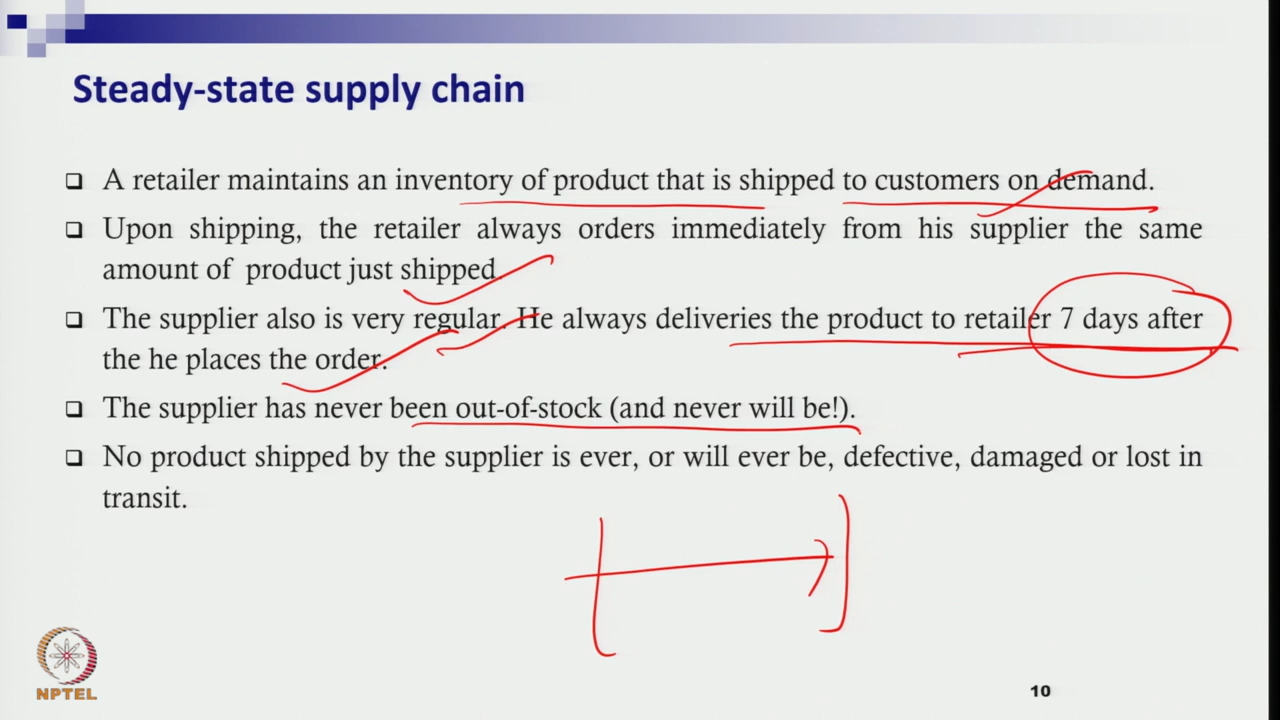 Steady-state supply chain
❑ A retailer maintains an inventory of product that is shipped to customers on demand.
❑ Upon shipping, the retailer always orders immediately from his supplier the same
amount of product just shipped.
❑ The supplier also is very regular. He always deliveries the product to retailer 7 days after
the he places the order.
❑ The supplier has never been out-of-stock (and never will be!).
❑ No product shipped by the supplier is ever, or will ever be, defective, damaged or lost in
transit.
NPTEL
10